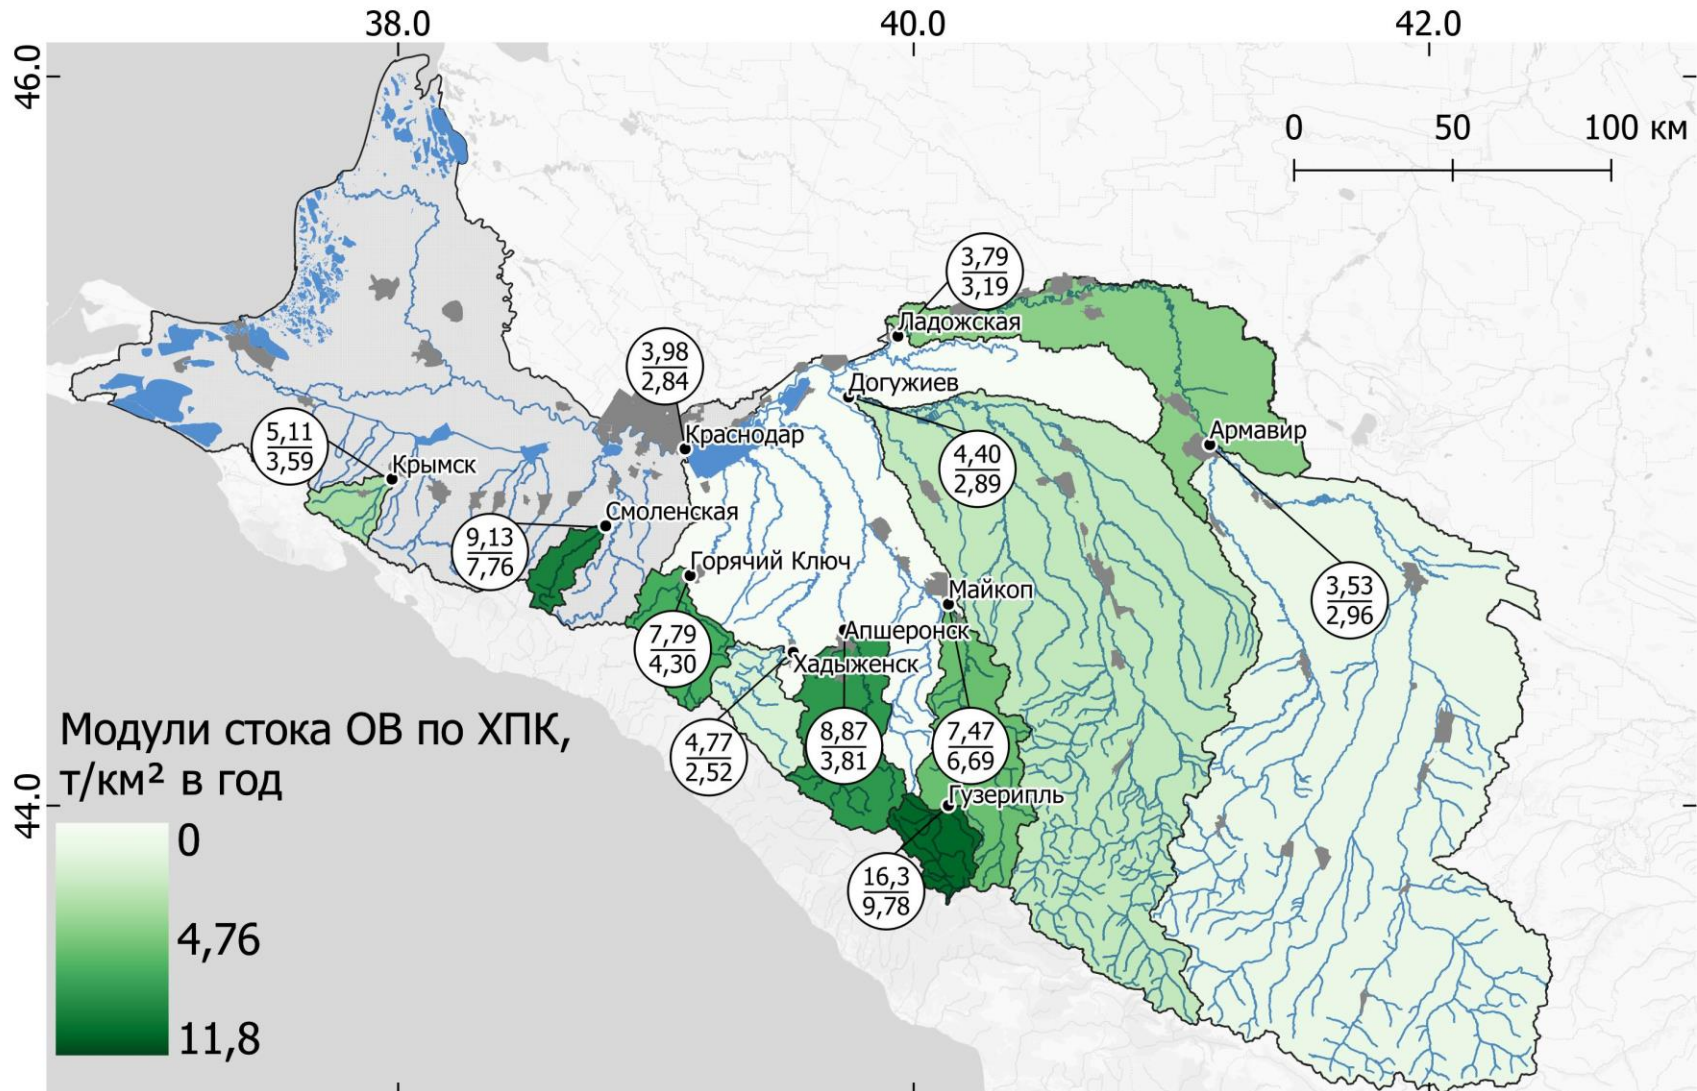 38.0
40.0
42.0
46.0
0
50
100 км
3,79
3,19
Ладожская
3,98
2,84
Догужиев
5,11
3,59
Краснодар
Армавир
4,40
2,89
Крымск
Смоленская
9,13
7,76
Горячий Ключ
3,53
2,96
Майкоп
7,79
4,30
Апшеронск
Хадыженск
Модули стока ОВ по ХПК,
т/км² в год
4,77
2,52
8,87
3,81
7,47
6,69
Гузерипль
44.0
0
16,3
9,78
4,76
11,8